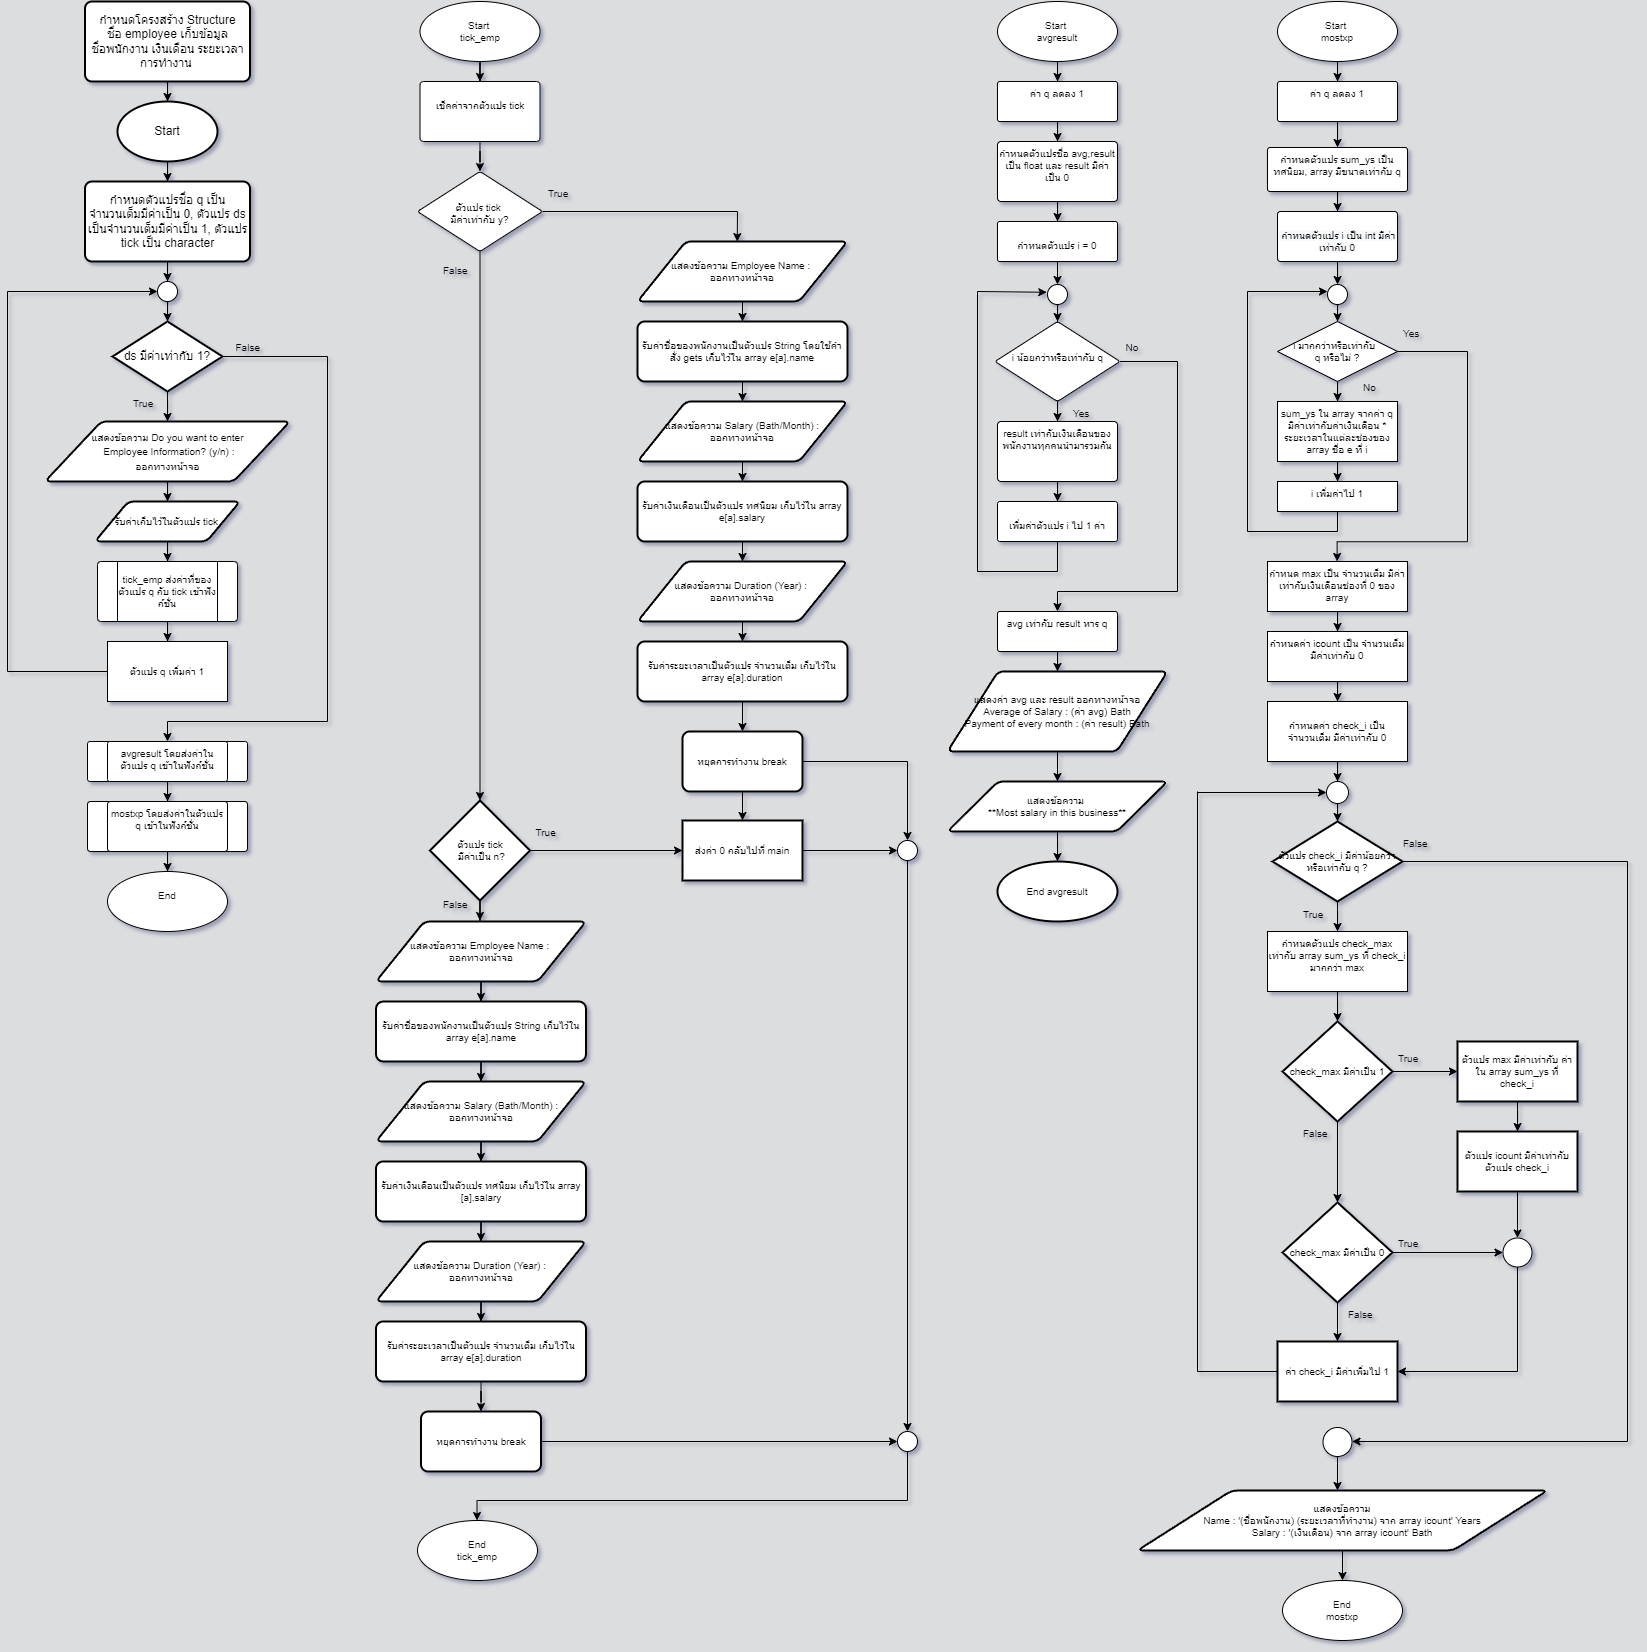 กำหนดโครงสร้าง Structure
ชื่อ employee เก็บข้อมูล
ชื่อพนักงาน เงินเดือน ระยะเวลา
การทำงาน
Start
กำหนดตัวแปรชื่อ q เป็น
จำนวนเต็มมีค่าเป็น 0, ตัวแปร ds
เป็นจำนวนเต็มมีค่าเป็น 1, ตัวแปร
tick เป็น character
ds มีค่าเท่ากับ 1?
False
True
แสดงข้อความ Do you want to enter
Employee Information? (y/n) :
ออกทางหน้าจอ
รับค่าเก็บไว้ในตัวแปร tick
tick_emp ส่งค่าที่ของ
ตัวแปร q กับ tick เข้าฟัง
ค์ชั่น
ตัวแปร q เพิ่มค่า 1
avgresult โดยส่งค่าใน
ตัวแปร q เข้าในฟังค์ชั่น
mostxp โดยส่งค่าในตัวแปร
q เข้าในฟังค์ชั่น
End
Start
tick_emp
เช็คค่าจากตัวแปร tick
ตัวแปร tick
มีค่าเท่ากับ y?
True
False
แสดงข้อความ Employee Name :
ออกทางหน้าจอ
รับค่าชื่อของพนักงานเป็นตัวแปร String โดยใช้คำ
สั่ง gets เก็บไว้ใน array e[a].name
แสดงข้อความ Salary (Bath/Month) :
ออกทางหน้าจอ
รับค่าเงินเดือนเป็นตัวแปร ทศนิยม เก็บไว้ใน array
e[a].salary
แสดงข้อความ Duration (Year) :
ออกทางหน้าจอ
รับค่าระยะเวลาเป็นตัวแปร จำนวนเต็ม เก็บไว้ใน
array e[a].duration
หยุดการทำงาน break
ตัวแปร tick
มีค่าเป็น n?
True
ส่งค่า 0 กลับไปที่ main
False
แสดงข้อความ Employee Name :
ออกทางหน้าจอ
รับค่าชื่อของพนักงานเป็นตัวแปร String เก็บไว้ใน
array e[a].name
แสดงข้อความ Salary (Bath/Month) :
ออกทางหน้าจอ
รับค่าเงินเดือนเป็นตัวแปร ทศนิยม เก็บไว้ใน array
[a].salary
แสดงข้อความ Duration (Year) :
ออกทางหน้าจอ
รับค่าระยะเวลาเป็นตัวแปร จำนวนเต็ม เก็บไว้ใน
array e[a].duration
หยุดการทำงาน break
End
tick_emp
Start
avgresult
ค่า q ลดลง 1
กำหนดตัวแปรชื่อ avg,result
เป็น float และ result มีค่า
เป็น 0
กำหนดตัวแปร i = 0
i น้อยกว่าหรือเท่ากับ q
No
Yes
result เท่ากับเงินเดือนของ
พนักงานทุกคนนำมารวมกัน
เพิ่มค่าตัวแปร i ไป 1 ค่า
avg เท่ากับ result หาร q
แสดงค่า avg และ result ออกทางหน้าจอ
Average of Salary : (ค่า avg) Bath
Payment of every month : (ค่า result) Bath
แสดงข้อความ
**Most salary in this business**
End avgresult
Start
mostxp
ค่า q ลดลง 1
กำหนดตัวแปร sum_ys เป็น
ทศนิยม, array มีขนาดเท่ากับ q
กำหนดตัวแปร i เป็น int มีค่า
เท่ากับ 0
i มากกว่าหรือเท่ากับ
q หรือไม่ ?
Yes
No
sum_ys ใน array จากค่า q
มีค่าเท่ากับค่าเงินเดือน *
ระยะเวลาในแต่ละช่องของ
array ชื่อ e ที่ i
i เพิ่มค่าไป 1
กำหนด max เป็น จำนวนเต็ม มีค่า
เท่ากับเงินเดือนช่องที่ 0 ของ
array
กำหนดค่า icount เป็น จำนวนเต็ม
มีค่าเท่ากับ 0
กำหนดค่า check_i เป็น
จำนวนเต็ม มีค่าเท่ากับ 0
ตัวแปร check_i มีค่าน้อยกว่า
หรือเท่ากับ q ?
False
True
กำหนดตัวแปร check_max
เท่ากับ array sum_ys ที่ check_i
มากกว่า max
check_max มีค่าเป็น 1
True
ตัวแปร max มีค่าเท่ากับ ค่า
ใน array sum_ys ที่
check_i
False
ตัวแปร icount มีค่าเท่ากับ
ตัวแปร check_i
check_max มีค่าเป็น 0
True
False
ค่า check_i มีค่าเพิ่มไป 1
แสดงข้อความ
Name : '(ชื่อพนักงาน) (ระยะเวลาที่ทำงาน) จาก array icount' Years
Salary : '(เงินเดือน) จาก array icount' Bath
End
mostxp